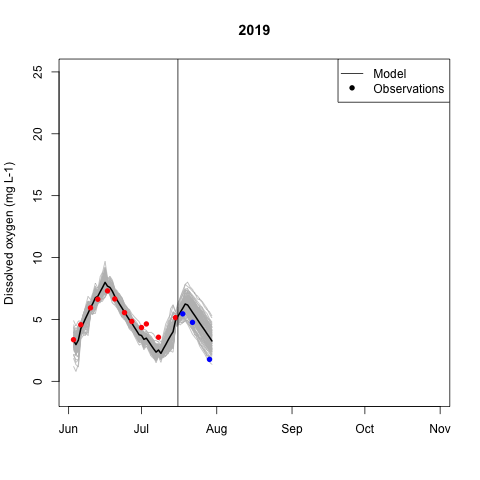 2019
Model
Observations
Dissolved oxygen (mg L-1)
25
20
15
10
5
0
Jun Jul Aug Sep Oct Nov